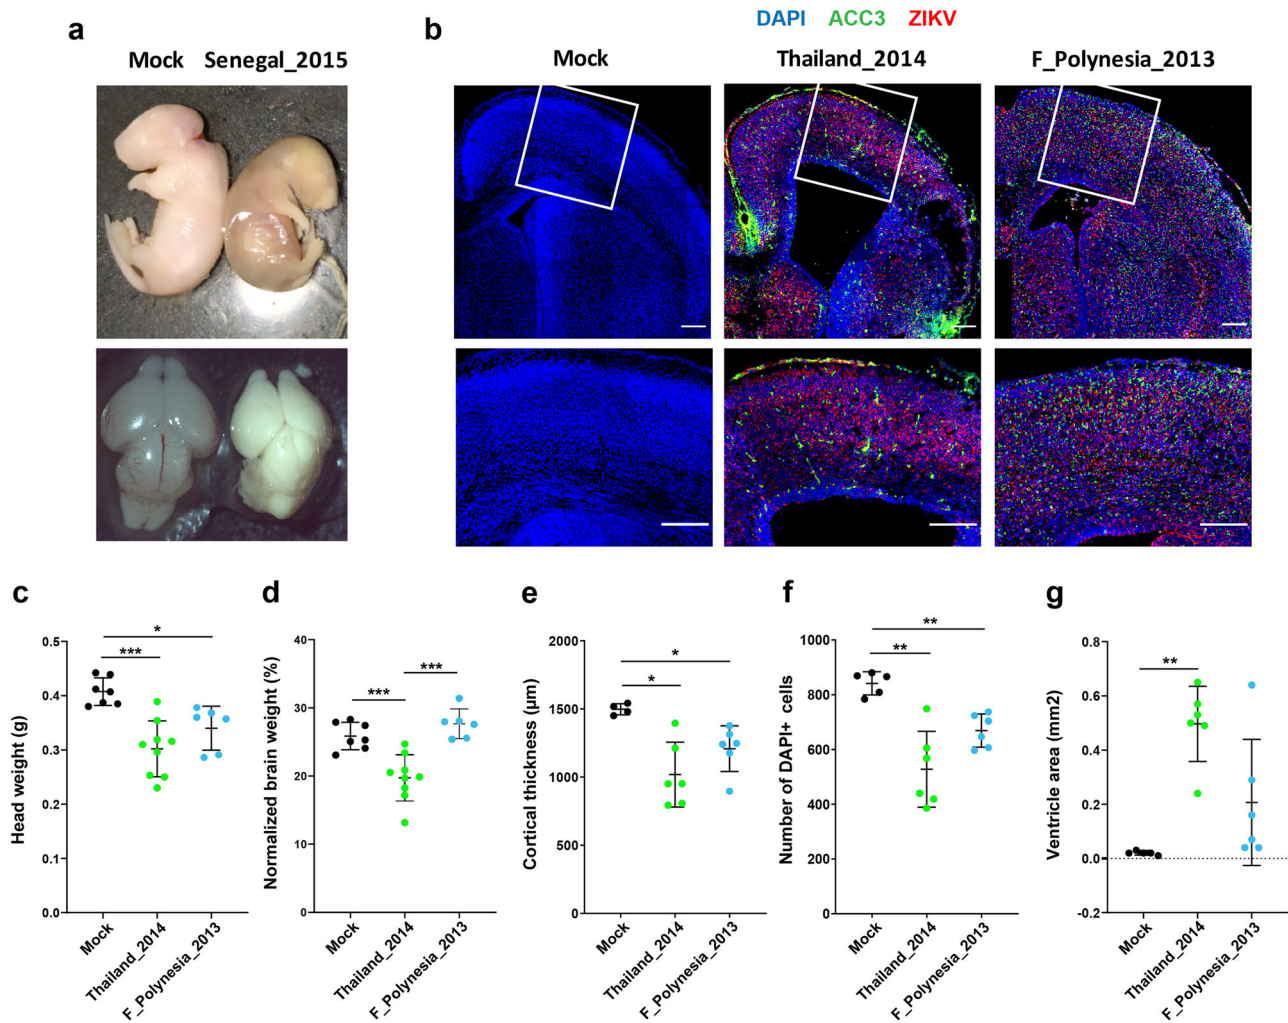 a
Mock Senegal_2015
b
DAPI ACC3 ZIKV
Mock
Thailand_2014
F_Polynesia_2013
c
Head weight (g)
0.5
0.4
0.3
0.2
0.1
0.0
*
***
Mock
Thailand_2014
F_Polynesia_2013
d
Normalized brain weight (%)
40
30
20
10
0
***
***
Mock
Thailand_2014
F_Polynesia_2013
e
Cortical thickness (µm)
2000
1500
1000
500
0
*
*
Mock
Thailand_2014
F_Polynesia_2013
f
Number of DAPI+ cells
1000
800
600
400
200
0
**
**
Mock
Thailand_2014
F_Polynesia_2013
g
Ventricle area (mm2)
0.8
0.6
0.4
0.2
0.0
-0.2
**
Mock
Thailand_2014
F_Polynesia_2013